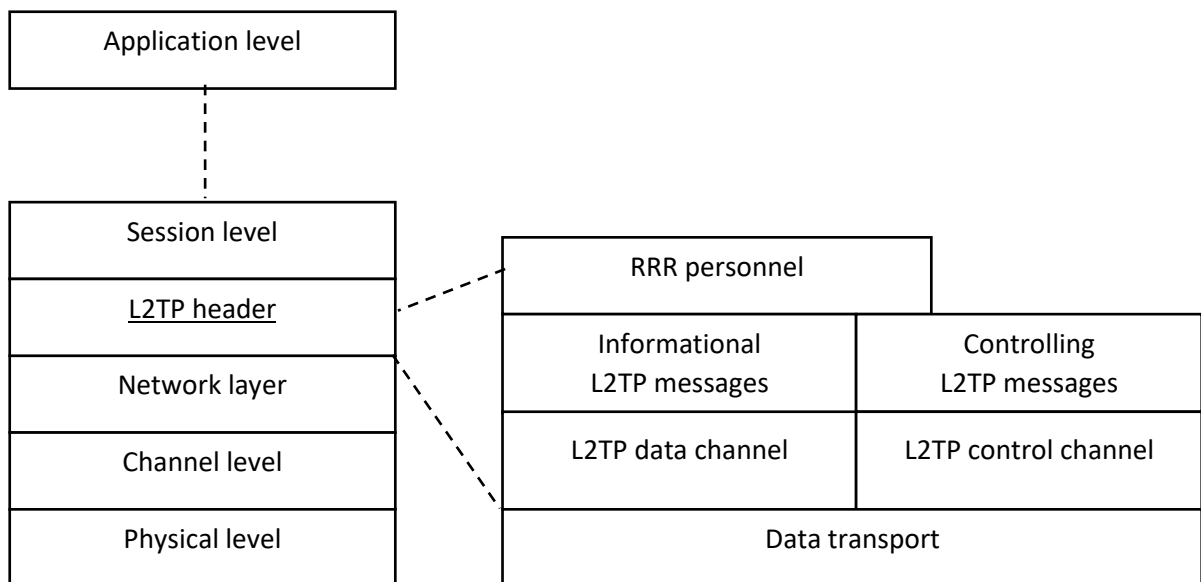 Application level
Session level
L2TP header
Network layer
Channel level
Physical level
RRR personnel
Informational
L2TP messages
Controlling
L2TP messages
L2TP data channel
L2TP control channel
Data transport